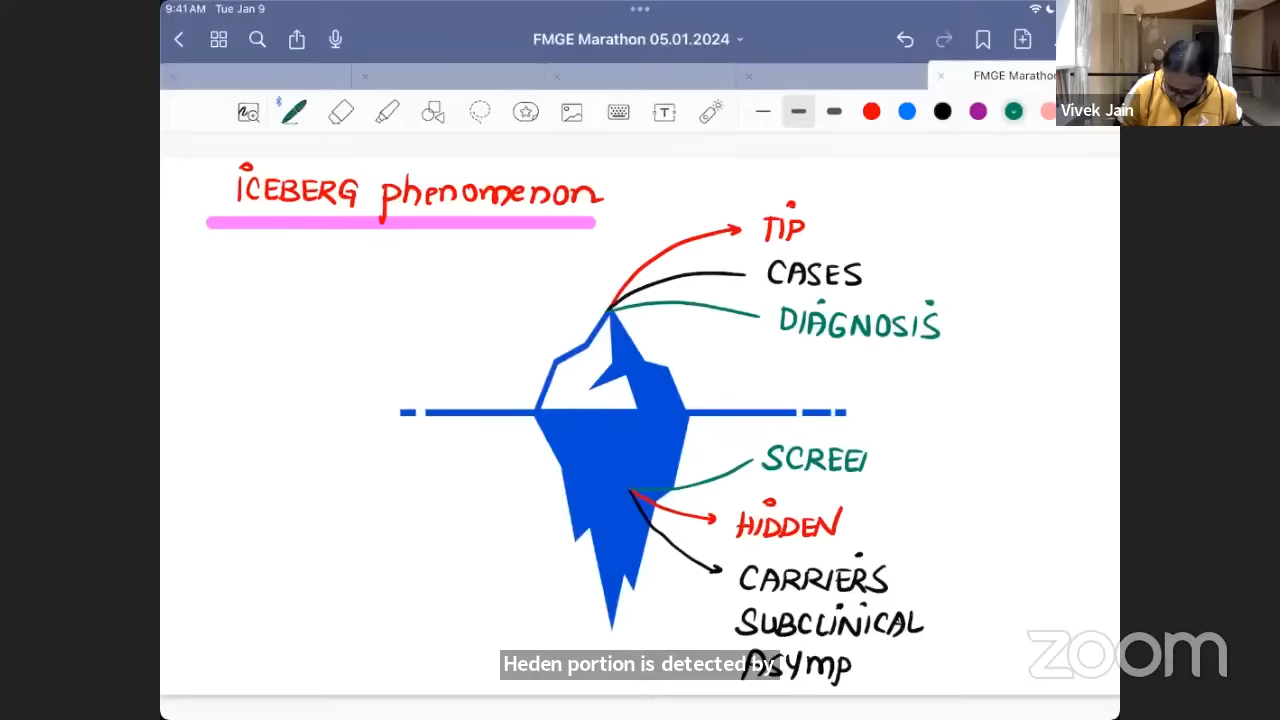 9:41 AM Tue Jan 9
FMGE Marathon 05.01.2024
FMGE Marathon
Vivek Jain
ICEBERG phenomenon
TIP
CASES
DIAGNOSIS
SCREE
HIDDEN
CARRIERS
SUBCLINICAL
ASYMP
Heden portion is detected by
zoom